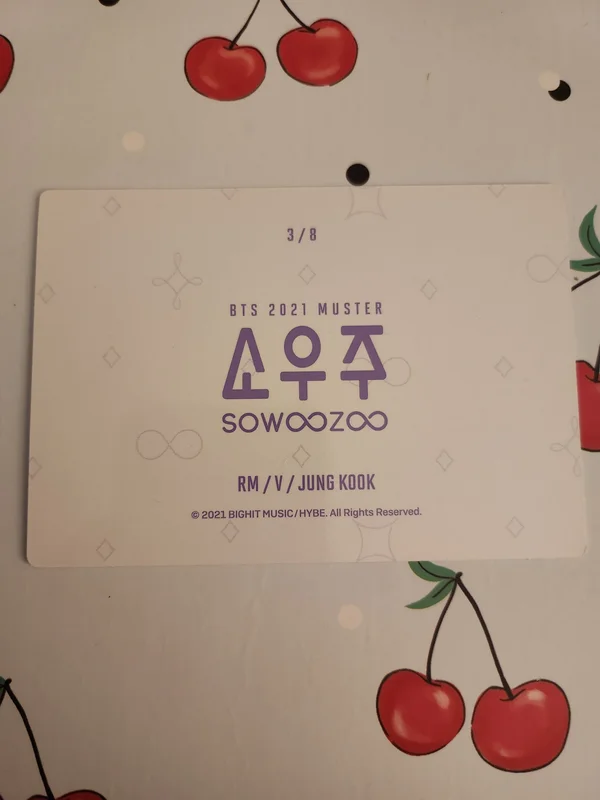 3/8
BTS 2021 MUSTER
소우주
SOWOOZOO
RM / V / JUNG KOOK
© 2021 BIGHIT MUSIC/HYBE. All Rights Reserved.